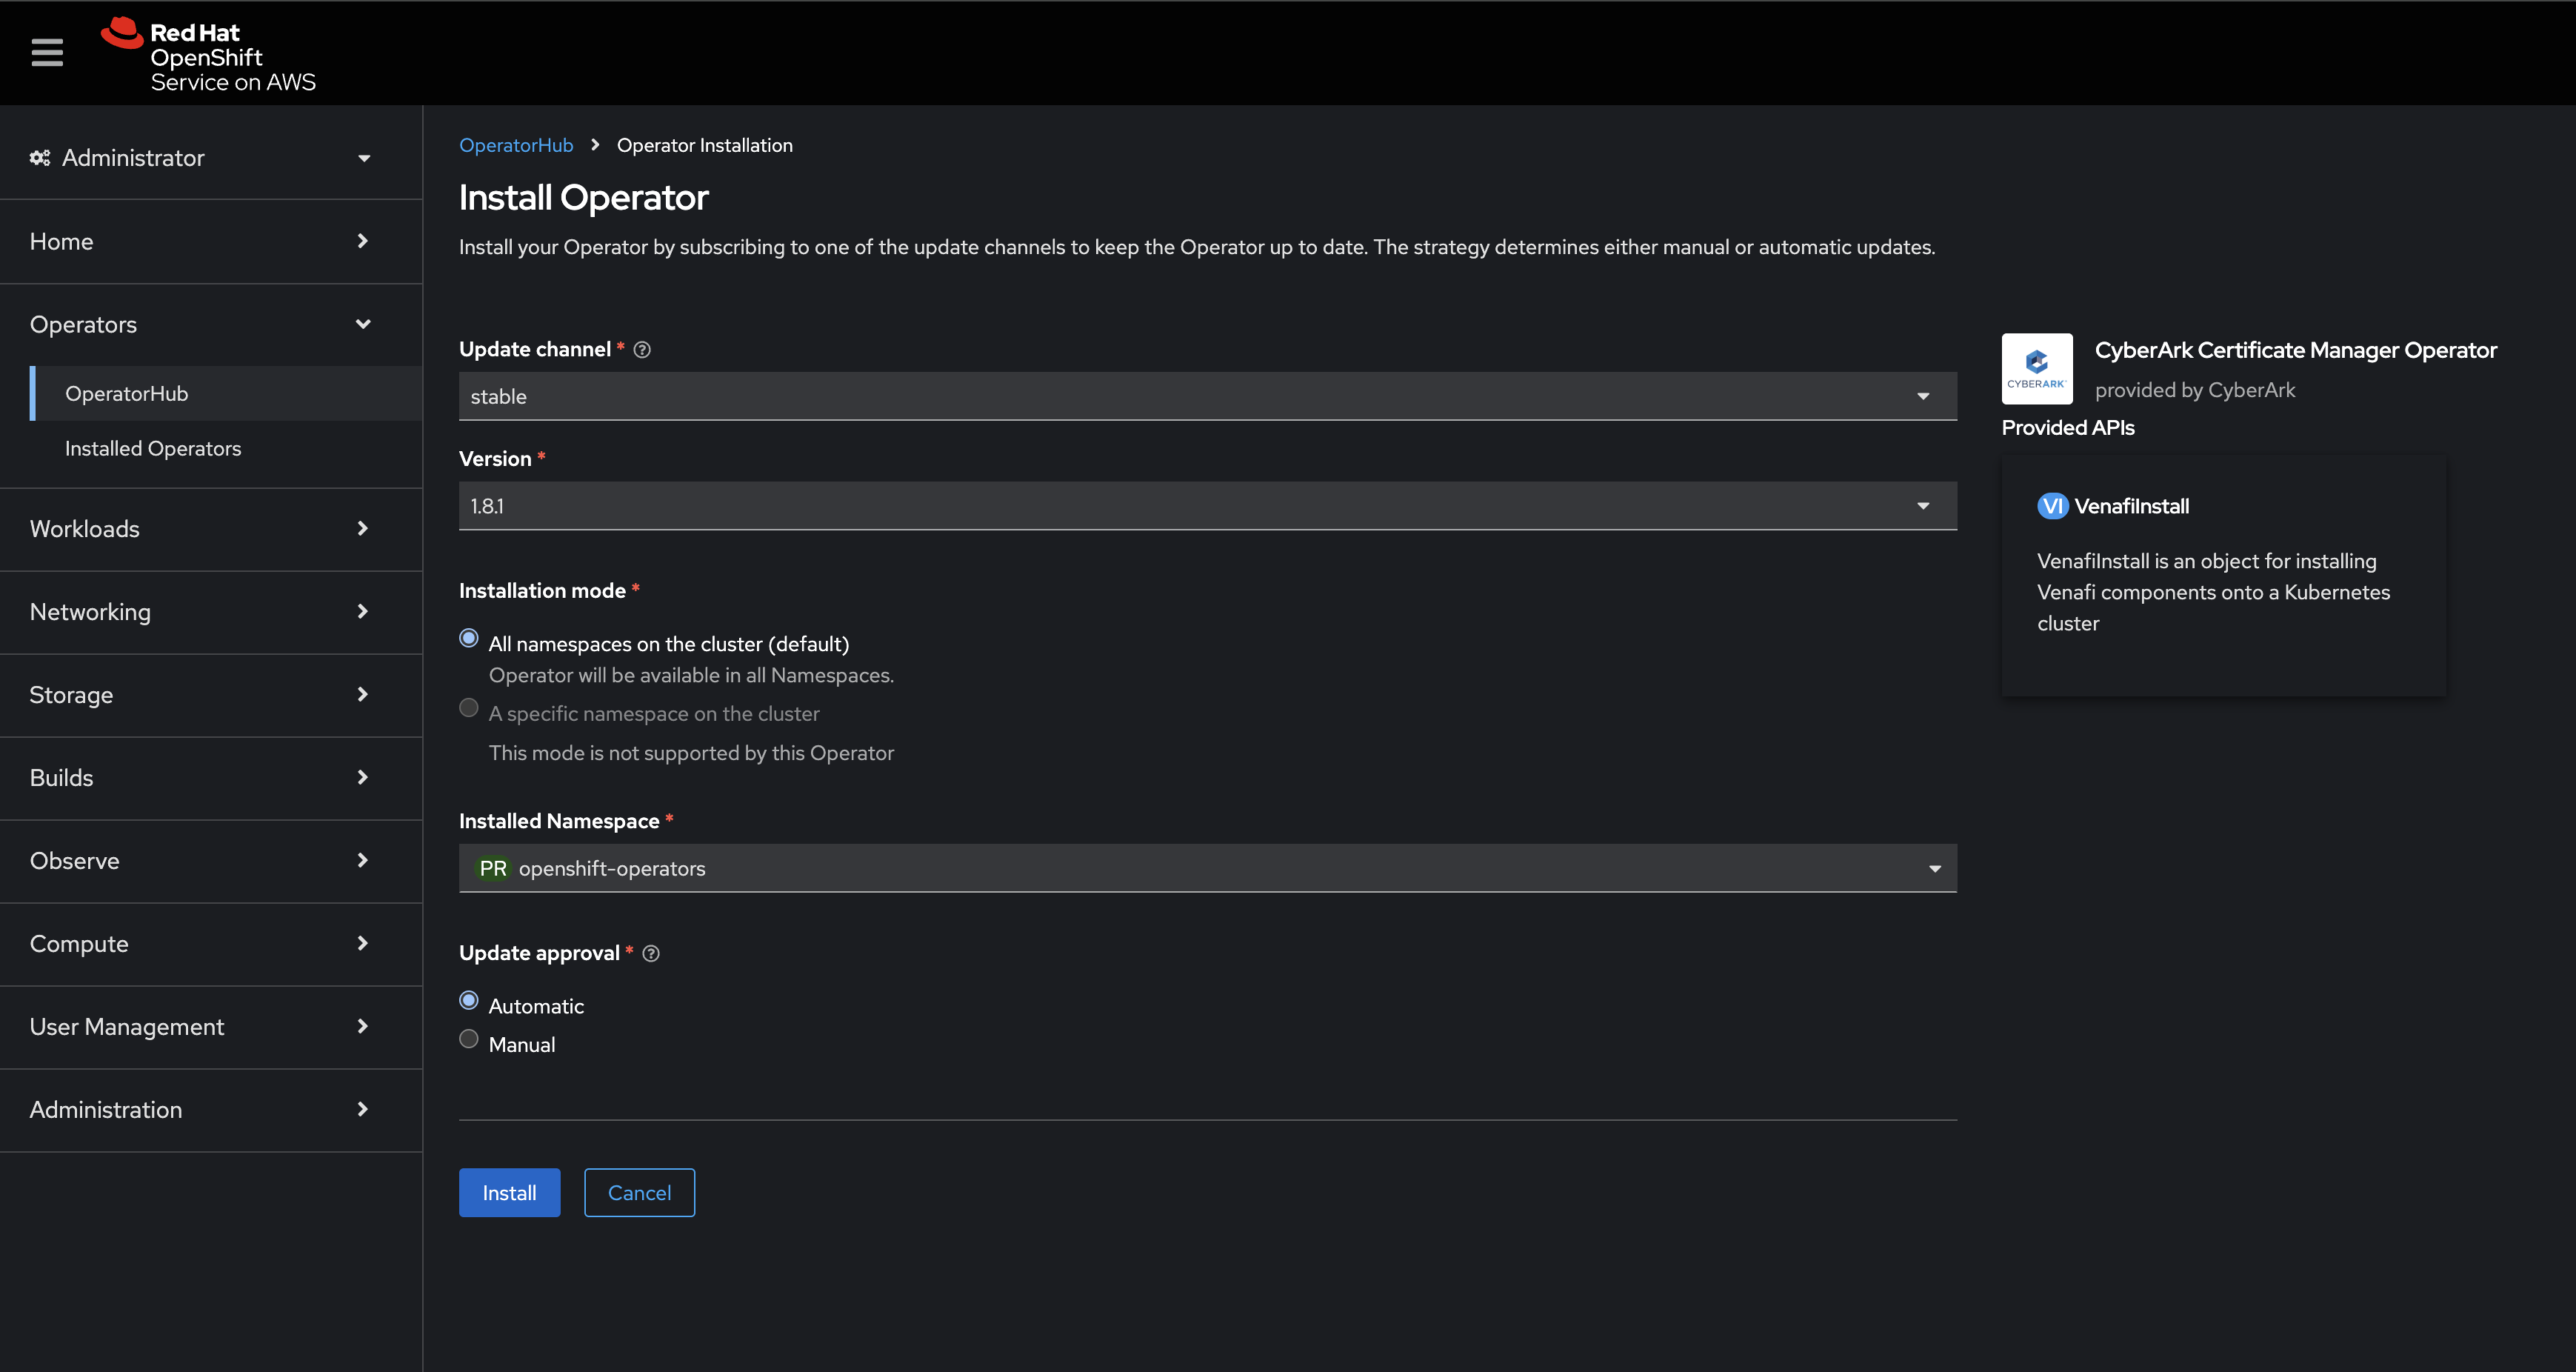 Red Hat
OpenShift
Service on AWS
Administrator
Home
Operators
OperatorHub
Installed Operators
Workloads
Networking
Storage
Builds
Observe
Compute
User Management
Administration
OperatorHub > Operator Installation
Install Operator
Install your Operator by subscribing to one of the update channels to keep the Operator up to date. The strategy determines either manual or automatic updates.
Update channel *
stable
Version *
1.8.1
Installation mode *
All namespaces on the cluster (default)
Operator will be available in all Namespaces.
A specific namespace on the cluster
This mode is not supported by this Operator
Installed Namespace *
PR openshift-operators
Update approval *
Automatic
Manual
Install Cancel
CYBERARK
CyberArk Certificate Manager Operator
provided by CyberArk
Provided APIs
VI VenafiInstall
VenafiInstall is an object for installing
Venafi components onto a Kubernetes
cluster